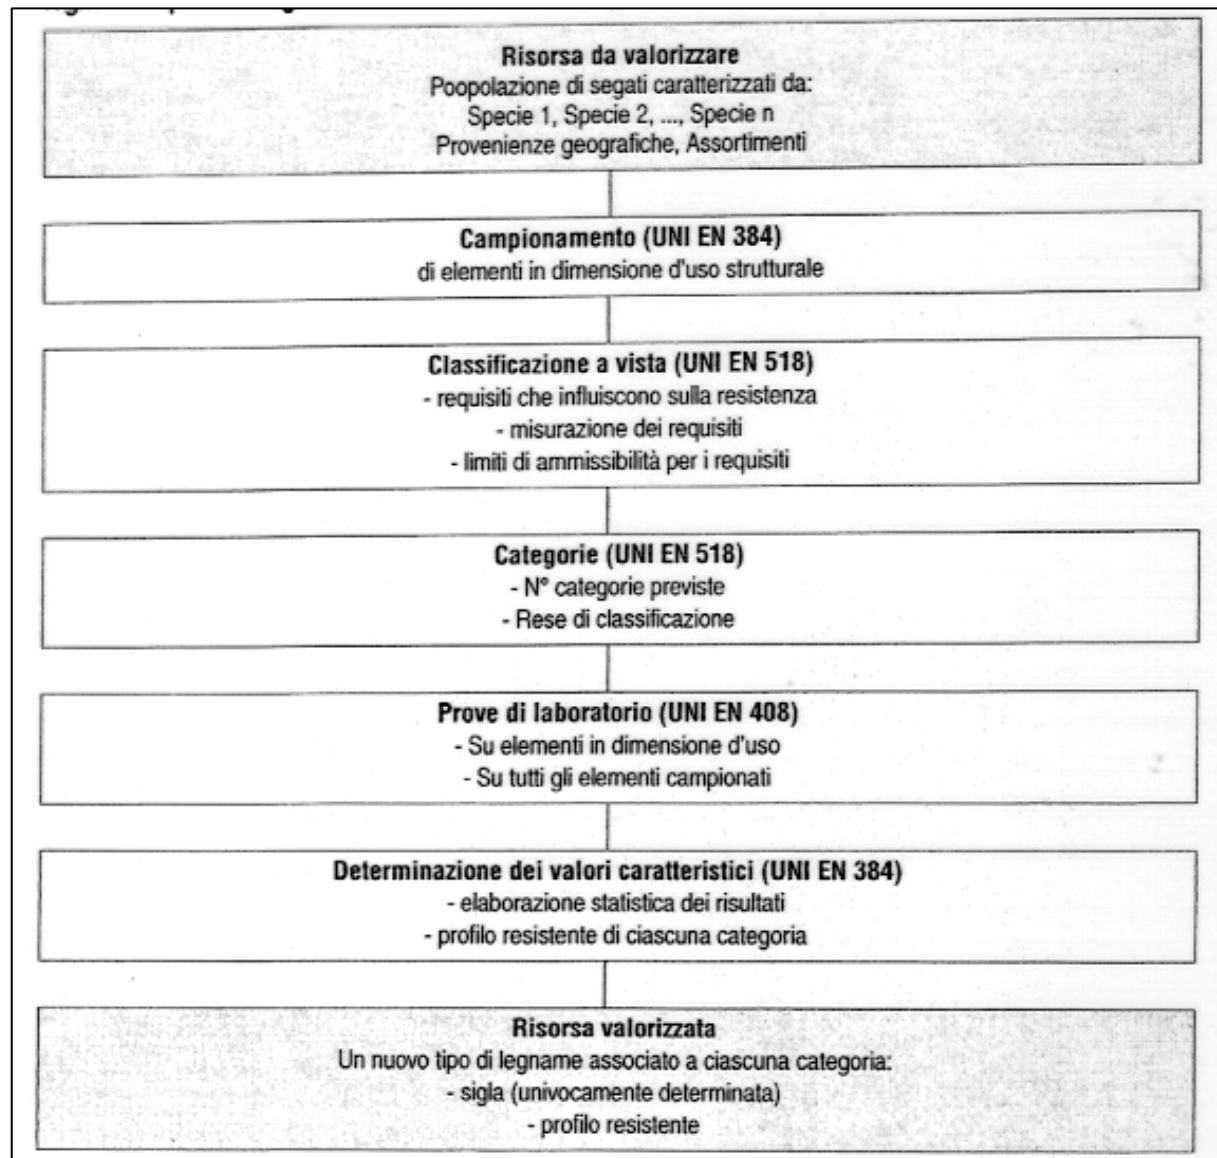 Risorsa da valorizzare
Poopolazione di segati caratterizzati da:
Specie 1, Specie 2, ..., Specie n
Provenienze geografiche, Assortimenti
Campionamento (UNI EN 384)
di elementi in dimensione d'uso strutturale
Classificazione a vista (UNI EN 518)
- requisiti che influiscono sulla resistenza
- misurazione dei requisiti
- limiti di ammissibilità per i requisiti
Categorie (UNI EN 518)
- N° categorie previste
- Rese di classificazione
Prove di laboratorio (UNI EN 408)
- Su elementi in dimensione d'uso
- Su tutti gli elementi campionati
Determinazione dei valori caratteristici (UNI EN 384)
- elaborazione statistica dei risultati
- profilo resistente di ciascuna categoria
Risorsa valorizzata
Un nuovo tipo di legname associato a ciascuna categoria:
- sigla (univocamente determinata)
- profilo resistente